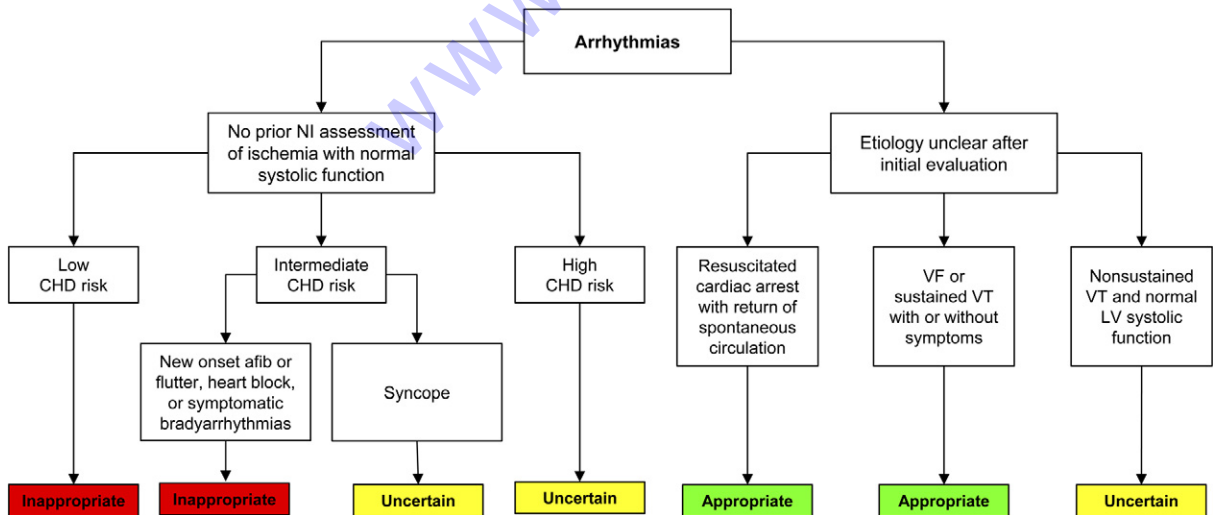 Arrhythmias
No prior NI assessment
of ischemia with normal
systolic function
Etiology unclear after
initial evaluation
Low
CHD risk
Intermediate
CHD risk
High
CHD risk
Resuscitated
cardiac arrest
with return of
spontaneous
circulation
VF or
sustained VT
with or without
symptoms
Nonsustained
VT and normal
LV systolic
function
New onset afib or
flutter, heart block,
or symptomatic
bradyarrhythmias
Syncope
Inappropriate
Inappropriate
Uncertain
Uncertain
Appropriate
Appropriate
Uncertain
www.